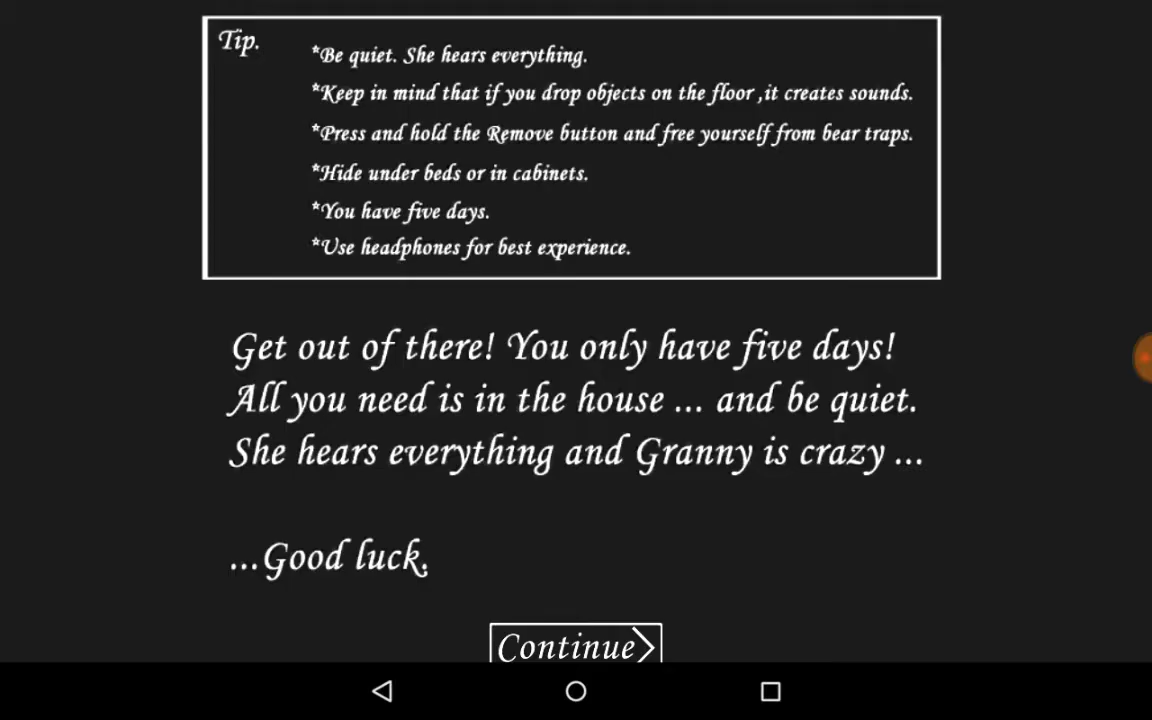 Tip.
*Be quiet. She hears everything.
*Keep in mind that if you drop objects on the floor ,it creates sounds.
*Press and hold the Remove button and free yourself from bear traps.
*Hide under beds or in cabinets.
*You have five days.
*Use headphones for best experience.
Get out of there! You only have five days!
All you need is in the house ... and be quiet.
She hears everything and Granny is crazy ...
...Good luck.
Continue>